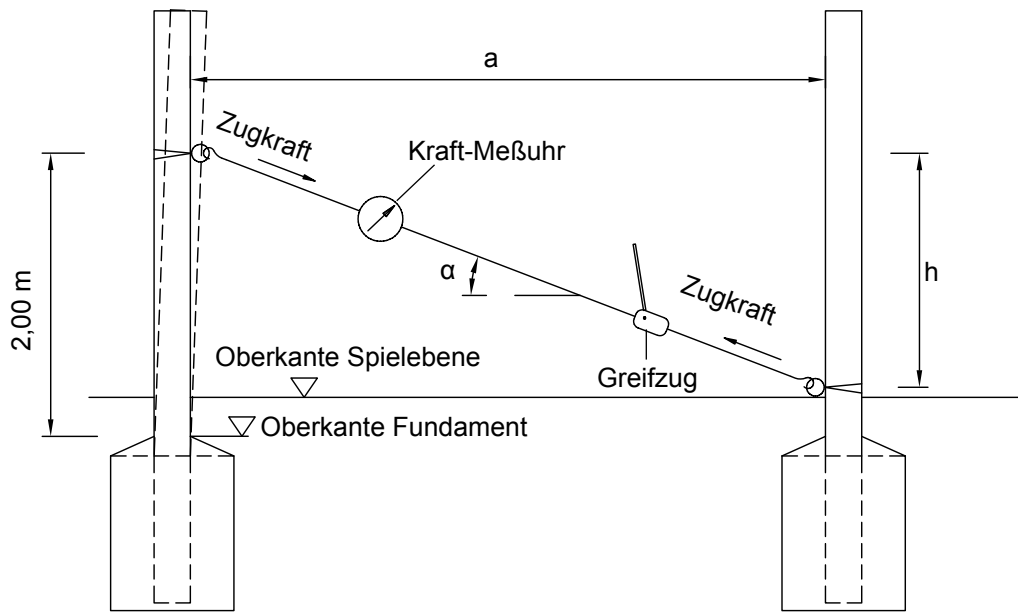 a
Zugkraft
Kraft-Meßuhr
α
h
2,00 m
Zugkraft
Oberkante Spielebene
Greifzug
Oberkante Fundament